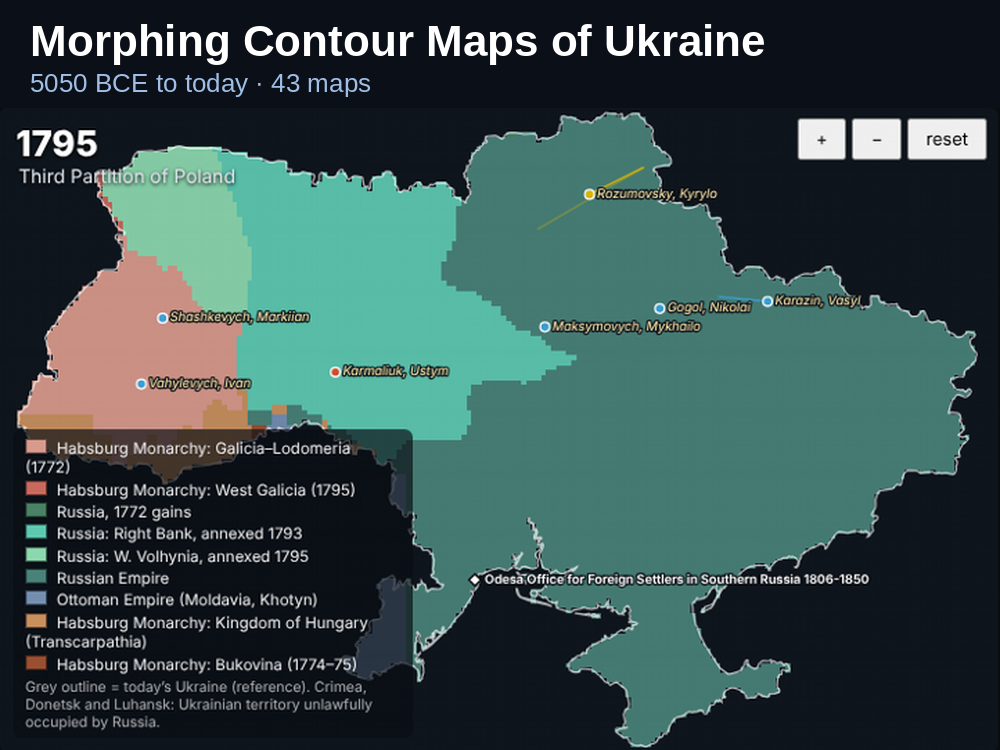 Morphing Contour Maps of Ukraine
5050 BCE to today · 43 maps
1795
Third Partition of Poland
+ − reset
Rozumovsky, Kyrylo
Karazin, Vasyl
Gogol, Nikolai
Shashkevych, Markiian
Maksymovych, Mykhailo
Karmaliuk, Ustym
Vahylevych, Ivan
Habsburg Monarchy: Galicia–Lodomeria
(1772)
Habsburg Monarchy: West Galicia (1795)
Russia, 1772 gains
Russia: Right Bank, annexed 1793
Russia: W. Volhynia, annexed 1795
Russian Empire
Odesa Office for Foreign Settlers in Southern Russia 1806-1850
Ottoman Empire (Moldavia, Khotyn)
Habsburg Monarchy: Kingdom of Hungary
(Transcarpathia)
Habsburg Monarchy: Bukovina (1774–75)
Grey outline = today's Ukraine (reference). Crimea,
Donetsk and Luhansk: Ukrainian territory unlawfully
occupied by Russia.